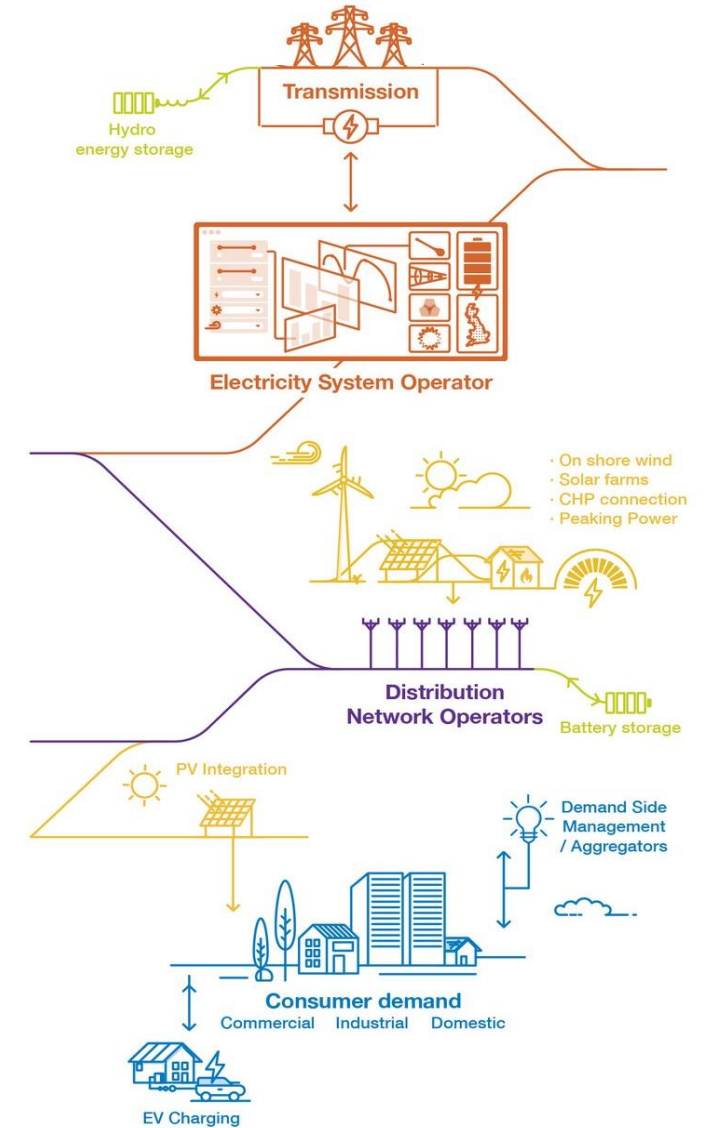 Transmission
Hydro
energy storage
Electricity System Operator
· On shore wind
· Solar farms
· CHP connection
· Peaking Power
Distribution
Network Operators
Battery storage
PV Integration
Demand Side
Management
/ Aggregators
Consumer demand
Commercial Industrial Domestic
EV Charging